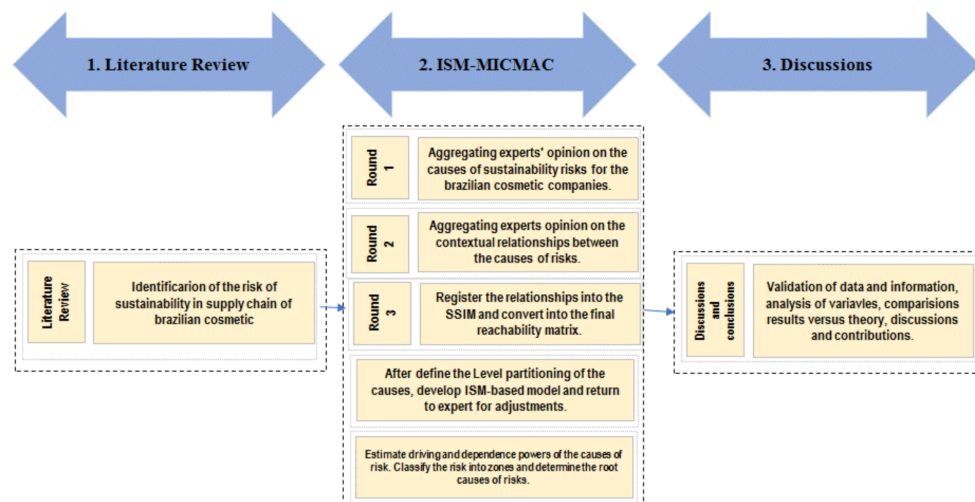 1. Literature Review
2. ISM-MICMAC
3. Discussions
Literature
Review
Identificarion of the risk of
sustainability in supply chain of
brazilian cosmetic
Round
1
Aggregating experts' opinion on the
causes of sustainability risks for the
brazilian cosmetic companies.
Round
2
Aggregating experts opinion on the
contextual relationships between
the causes of risks.
Round
3
Register the relationships into the
SSIM and convert into the final
reachability matrix.
After define the Level partitioning of the
causes, develop ISM-based model and return
to expert for adjustments.
Estimate driving and dependence powers of the causes of
risk. Classify the risk into zones and determine the root
causes of risks.
Discussions
and
conclusions
Validation of data and information,
analysis of variavles, comparisions
results versus theory, discussions
and contributions.